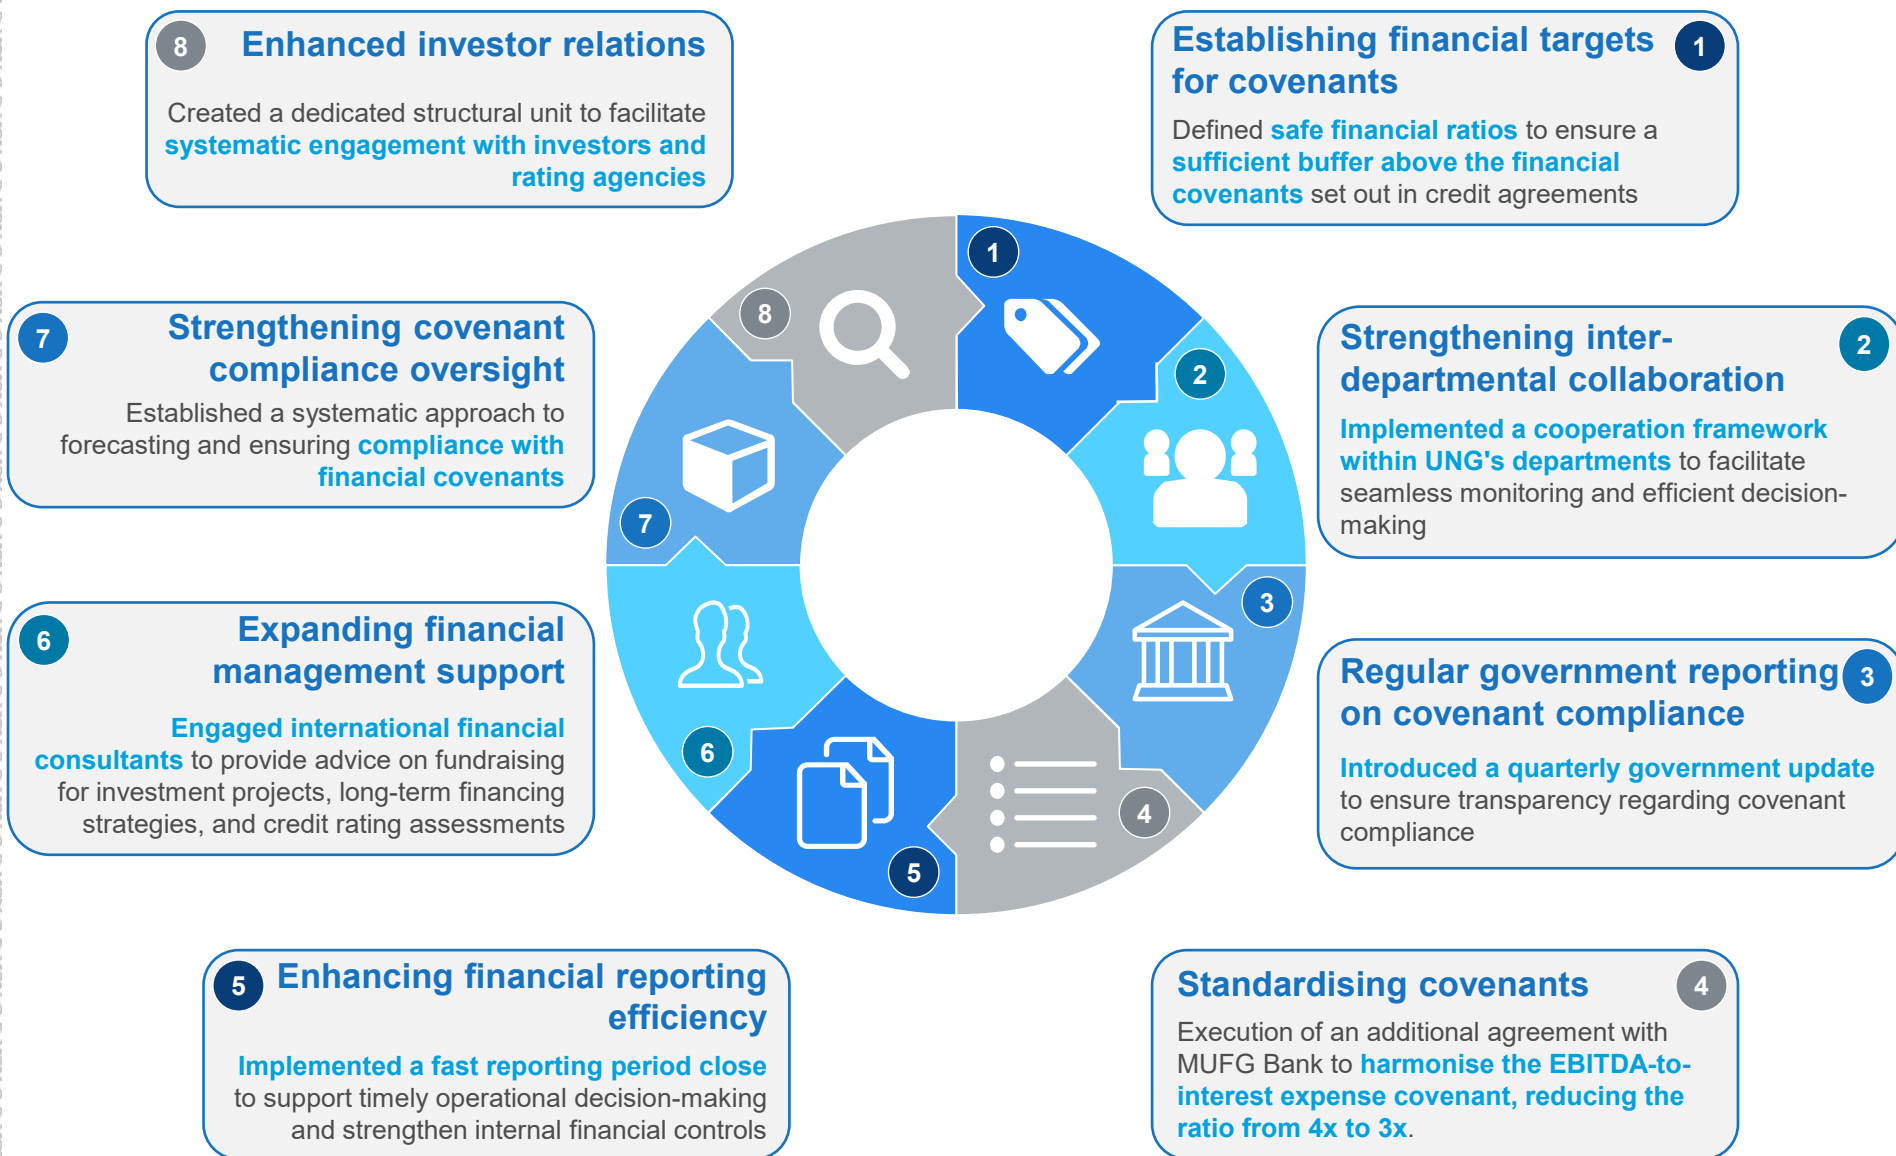 8
Enhanced investor relations
Created a dedicated structural unit to facilitate
systematic engagement with investors and
rating agencies
Establishing financial targets
for covenants
1
Defined safe financial ratios to ensure a
sufficient buffer above the financial
covenants set out in credit agreements
7
Strengthening covenant
compliance oversight
Established a systematic approach to
forecasting and ensuring compliance with
financial covenants
Strengthening inter-
departmental collaboration
2
Implemented a cooperation framework
within UNG's departments to facilitate
seamless monitoring and efficient decision-
making
6
Expanding financial
management support
Engaged international financial
consultants to provide advice on fundraising
for investment projects, long-term financing
strategies, and credit rating assessments
Regular government reporting
on covenant compliance
3
Introduced a quarterly government update
to ensure transparency regarding covenant
compliance
5
Enhancing financial reporting
efficiency
Implemented a fast reporting period close
to support timely operational decision-making
and strengthen internal financial controls
Standardising covenants
4
Execution of an additional agreement with
MUFG Bank to harmonise the EBITDA-to-
interest expense covenant, reducing the
ratio from 4x to 3x.
1
2
3
4
5
6
7
8